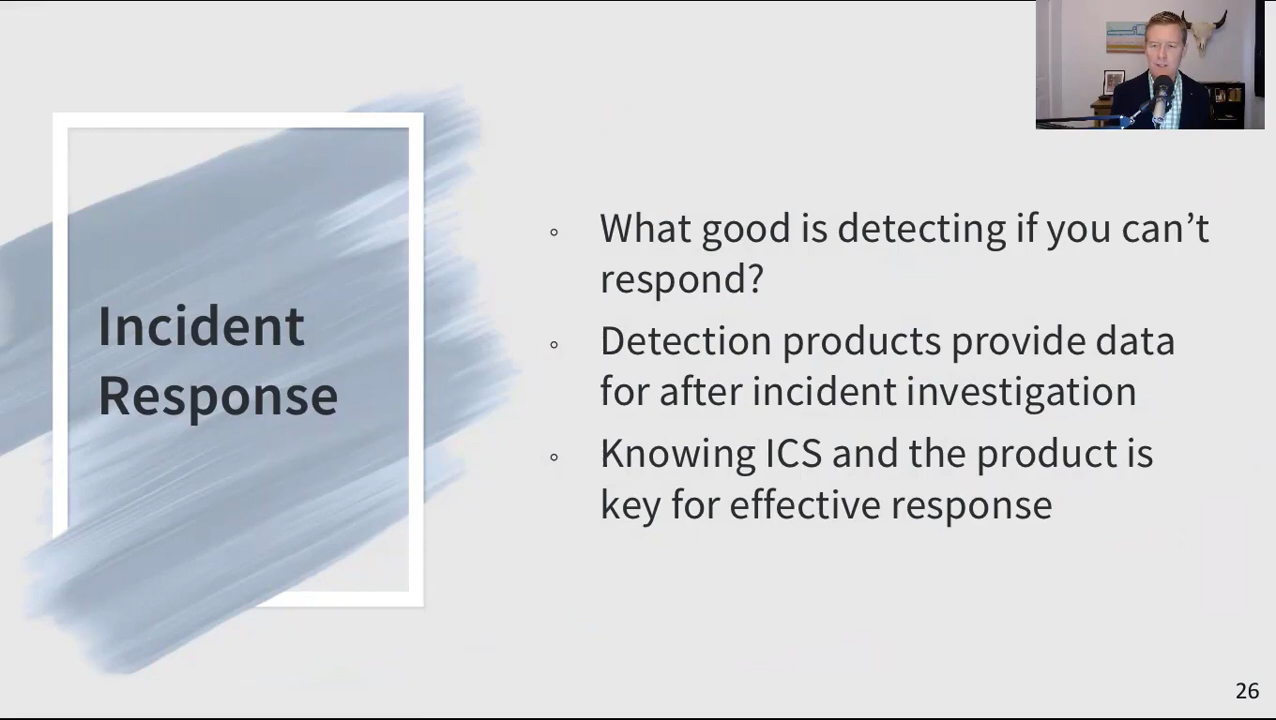 Incident
Response
What good is detecting if you can’t
respond?
Detection products provide data
for after incident investigation
Knowing ICS and the product is
key for effective response
26